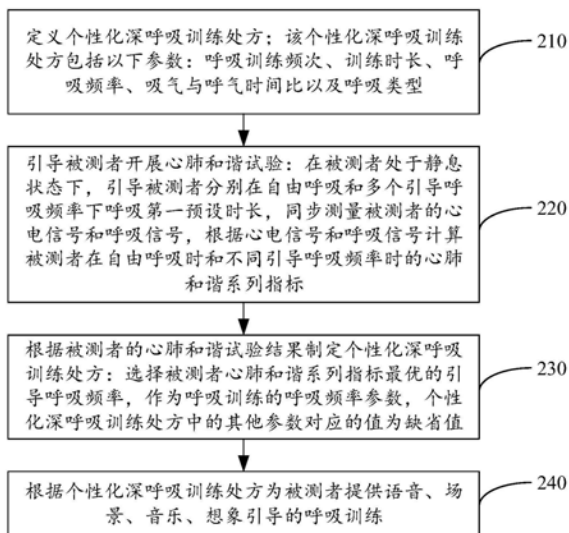 定义个性化深呼吸训练处方；该个性化深呼吸训练
处方包括以下参数：呼吸训练频次、训练时长、呼
吸频率、吸气与呼气时间比以及呼吸类型
210
引导被测者开展心肺和谐试验：在被测者处于静息
状态下，引导被测者分别在自由呼吸和多个引导呼
吸频率下呼吸第一预设时长，同步测量被测者的心
电信号和呼吸信号，根据心电信号和呼吸信号计算
被测者在自由呼吸时和不同引导呼吸频率时的心肺
和谐系列指标
220
根据被测者的心肺和谐试验结果制定个性化深呼吸
训练处方：选择被测者心肺和谐系列指标最优的引
导呼吸频率，作为呼吸训练的呼吸频率参数，个性
化深呼吸训练处方中的其他参数对应的值为缺省值
230
根据个性化深呼吸训练处方为被测者提供语音、场
景、音乐、想象引导的呼吸训练
240